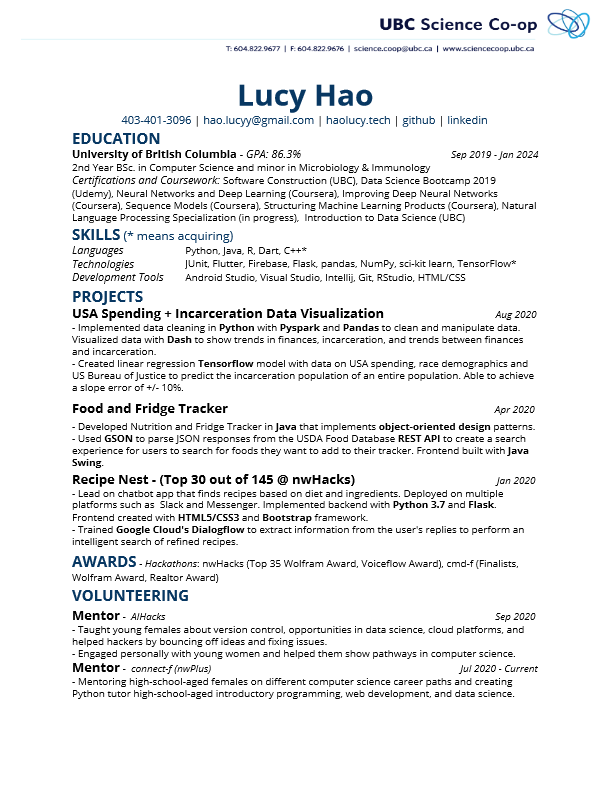 UBC Science Co-op
T: 604.822.9677 | F: 604.822.9676 | science.coop@ubc.ca | www.sciencecoop.ubc.ca
Lucy Hao
403-401-3096 | hao.lucyy@gmail.com | haolucy.tech | github | linkedin
EDUCATION
University of British Columbia - GPA: 86.3% Sep 2019 - Jan 2024
2nd Year BSc. in Computer Science and minor in Microbiology & Immunology
Certifications and Coursework: Software Construction (UBC), Data Science Bootcamp 2019
(Udemy), Neural Networks and Deep Learning (Coursera), Improving Deep Neural Networks
(Coursera), Sequence Models (Coursera), Structuring Machine Learning Products (Coursera), Natural
Language Processing Specialization (in progress), Introduction to Data Science (UBC)
SKILLS (* means acquiring)
Languages Python, Java, R, Dart, C++*
Technologies JUnit, Flutter, Firebase, Flask, pandas, NumPy, sci-kit learn, TensorFlow*
Development Tools Android Studio, Visual Studio, Intellij, Git, RStudio, HTML/CSS
PROJECTS
USA Spending + Incarceration Data Visualization Aug 2020
- Implemented data cleaning in Python with Pyspark and Pandas to clean and manipulate data.
Visualized data with Dash to show trends in finances, incarceration, and trends between finances
and incarceration.
- Created linear regression Tensorflow model with data on USA spending, race demographics and
US Bureau of Justice to predict the incarceration population of an entire population. Able to achieve
a slope error of +/- 10%.
Food and Fridge Tracker Apr 2020
- Developed Nutrition and Fridge Tracker in Java that implements object-oriented design patterns.
- Used GSON to parse JSON responses from the USDA Food Database REST API to create a search
experience for users to search for foods they want to add to their tracker. Frontend built with Java
Swing.
Recipe Nest - (Top 30 out of 145 @ nwHacks) Jan 2020
- Lead on chatbot app that finds recipes based on diet and ingredients. Deployed on multiple
platforms such as Slack and Messenger. Implemented backend with Python 3.7 and Flask.
Frontend created with HTML5/CSS3 and Bootstrap framework.
- Trained Google Cloud's Dialogflow to extract information from the user's replies to perform an
intelligent search of refined recipes.
AWARDS - Hackathons: nwHacks (Top 35 Wolfram Award, Voiceflow Award), cmd-f (Finalists,
Wolfram Award, Realtor Award)
VOLUNTEERING
Mentor - AIHacks Sep 2020
- Taught young females about version control, opportunities in data science, cloud platforms, and
helped hackers by bouncing off ideas and fixing issues.
- Engaged personally with young women and helped them show pathways in computer science.
Mentor - connect-f (nwPlus) Jul 2020 - Current
- Mentoring high-school-aged females on different computer science career paths and creating
Python tutor high-school-aged introductory programming, web development, and data science.